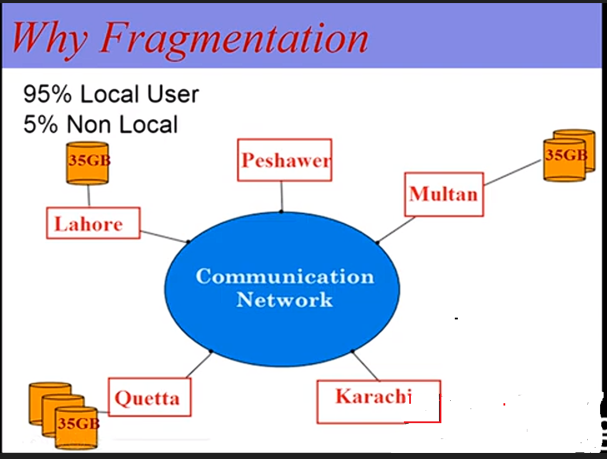 Why Fragmentation
95% Local User
5% Non Local
35GB
Peshawer
35GB
Multan
Lahore
Communication
Network
Quetta
Karachi
35GB